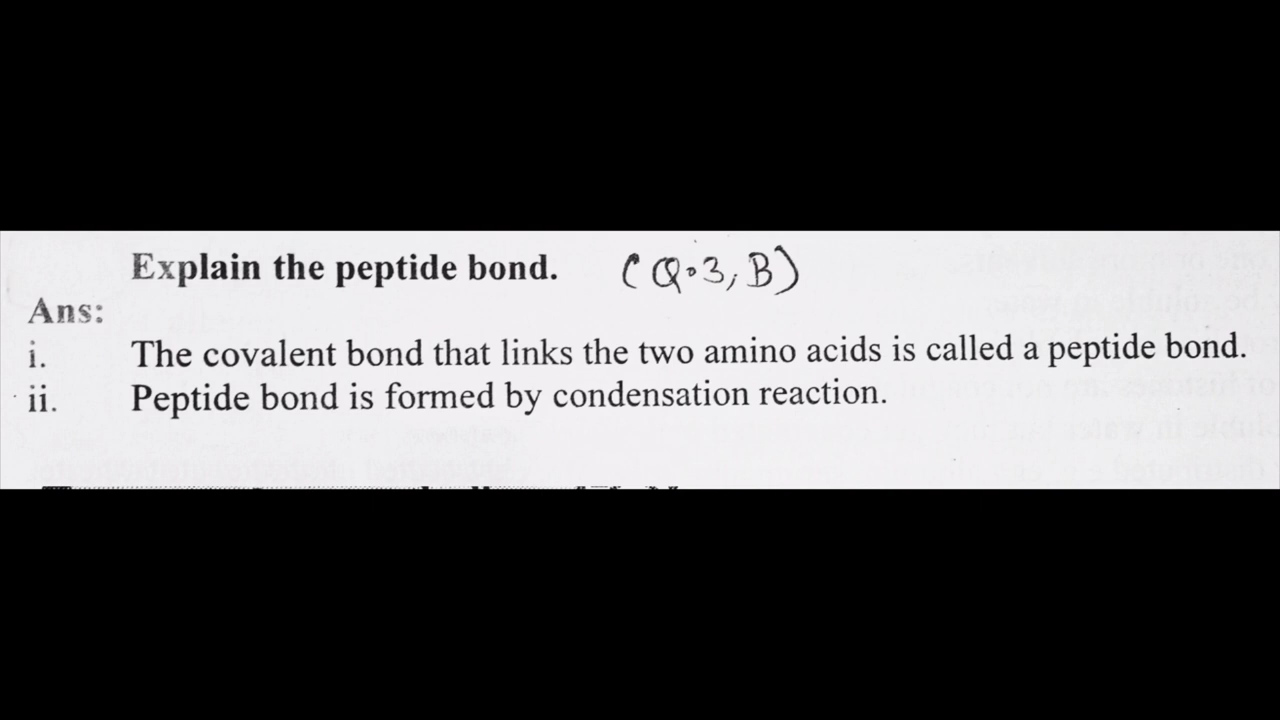 Explain the peptide bond. (Q.3, B)
Ans:
i. The covalent bond that links the two amino acids is called a peptide bond.
ii. Peptide bond is formed by condensation reaction.